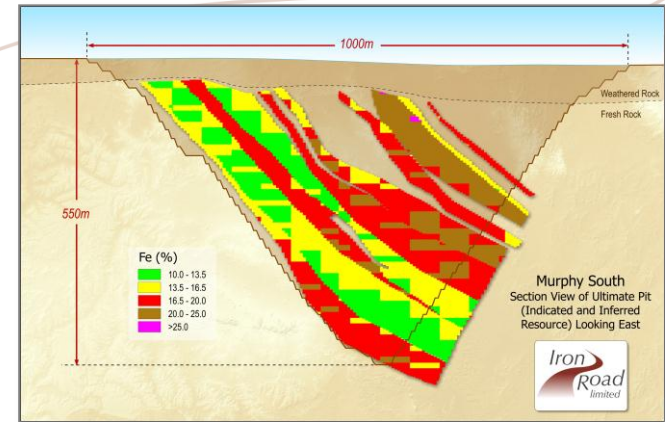 1000m
Weathered Rock
Fresh Rock
550m
Fe (%)
10.0 - 13.5
13.5 - 16.5
16.5 - 20.0
20.0 - 25.0
>25.0
Murphy South
Section View of Ultimate Pit
(Indicated and Inferred
Resource) Looking East
Iron
Road
limited